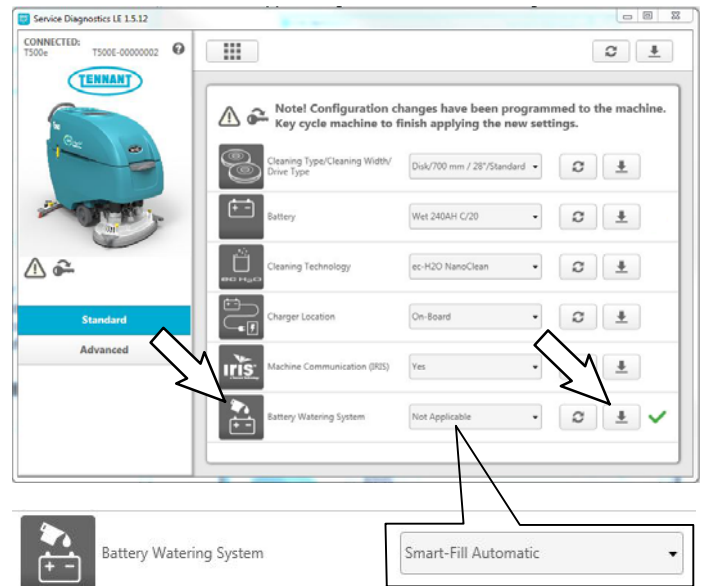 Service Diagnostics LE 1.5.12
CONNECTED:
T500e T500E-00000002
TENNANT
Note! Configuration changes have been programmed to the machine.
Key cycle machine to finish applying the new settings.
Cleaning Type/Cleaning Width/
Drive Type
Disk/700 mm / 28"/Standard
Battery
Wet 240AH C/20
ec H2O
Cleaning Technology
ec-H2O NanoClean
Charger Location
On-Board
Standard
Advanced
IRIS
Machine Communication (IRIS)
Yes
Battery Watering System
Not Applicable
Battery Watering System
Smart-Fill Automatic